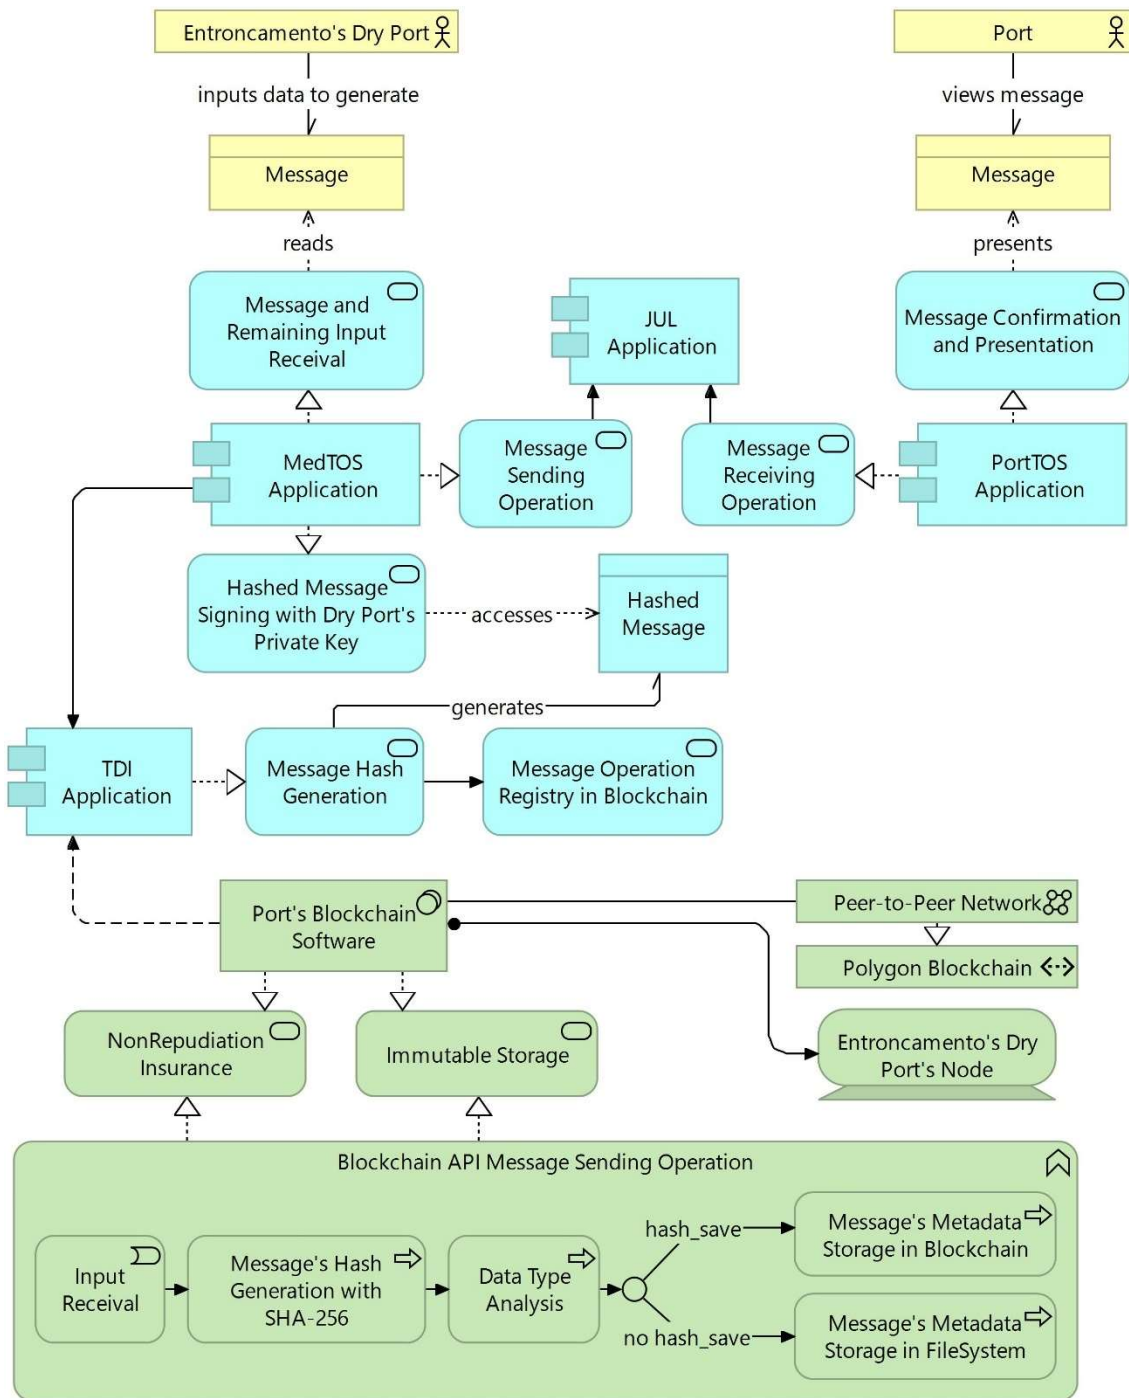 Entroncamento's Dry Port
Port
inputs data to generate
views message
Message
Message
reads
presents
Message and
Remaining Input
Receival
JUL
Application
Message Confirmation
and Presentation
MedTOS
Application
Message
Sending
Operation
Message
Receiving
Operation
PortTOS
Application
Hashed Message
Signing with Dry Port's
Private Key
accesses
Hashed
Message
generates
TDI
Application
Message Hash
Generation
Message Operation
Registry in Blockchain
Port's Blockchain
Software
Peer-to-Peer Network
Polygon Blockchain
NonRepudiation
Insurance
Immutable Storage
Entroncamento's Dry
Port's Node
Blockchain API Message Sending Operation
Input
Receival
Message's Hash
Generation with
SHA-256
Data Type
Analysis
hash_save
no hash_save
Message's Metadata
Storage in Blockchain
Message's Metadata
Storage in FileSystem